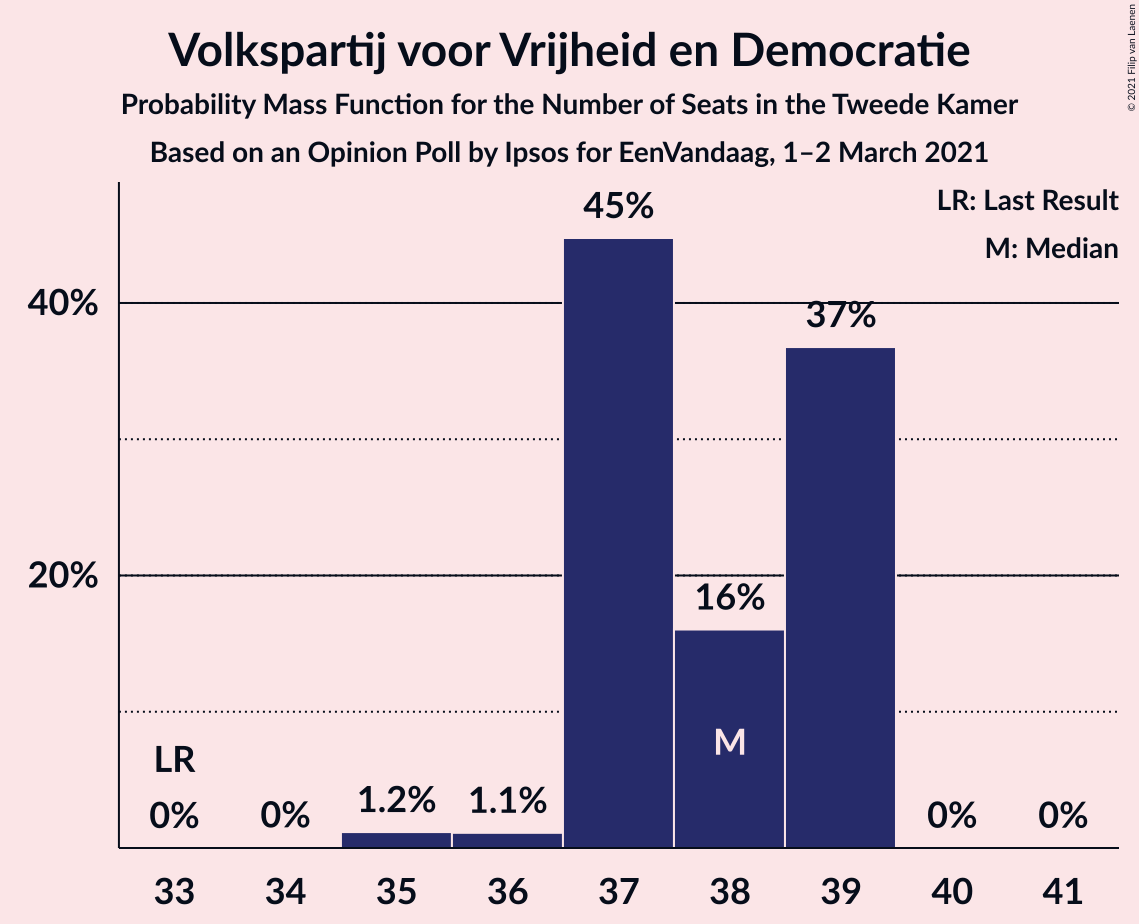 Volkspartij voor Vrijheid en Democratie
Probability Mass Function for the Number of Seats in the Tweede Kamer
Based on an Opinion Poll by Ipsos for EenVandaag, 1–2 March 2021
© 2021 Filip van Laenen
LR: Last Result
M: Median
45%
40%
37%
20%
16%
M
LR
0%
0%
1.2%
1.1%
0%
0%
33
34
35
36
37
38
39
40
41